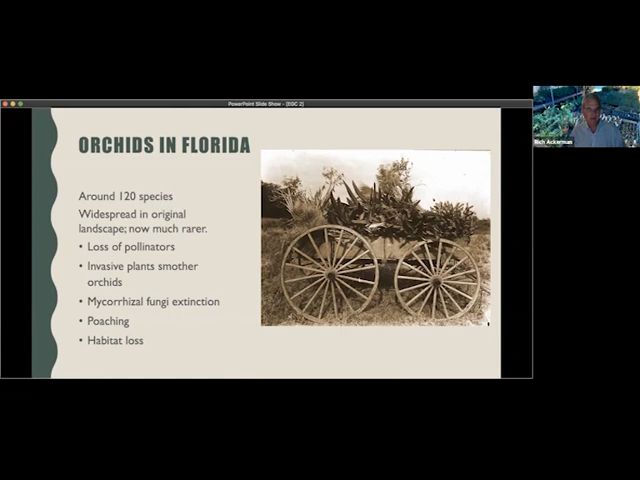 PowerPoint Slide Show - [EGC 2]
Rich Ackerman
ORCHIDS IN FLORIDA
Around 120 species
Widespread in original
landscape; now much rarer.
• Loss of pollinators
• Invasive plants smother
orchids
• Mycorrhizal fungi extinction
• Poaching
• Habitat loss